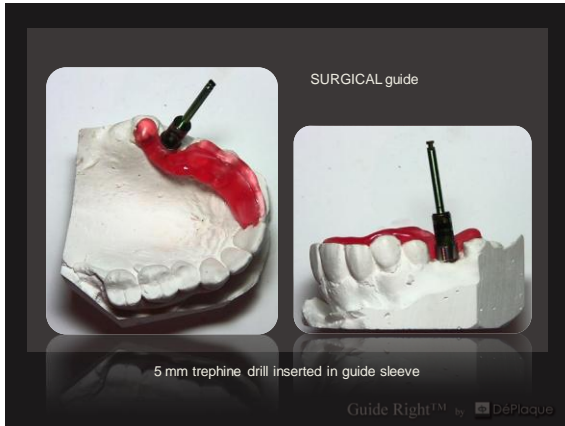 SURGICAL guide
5 mm trephine drill inserted in guide sleeve
Guide Right™ by DéPlaque